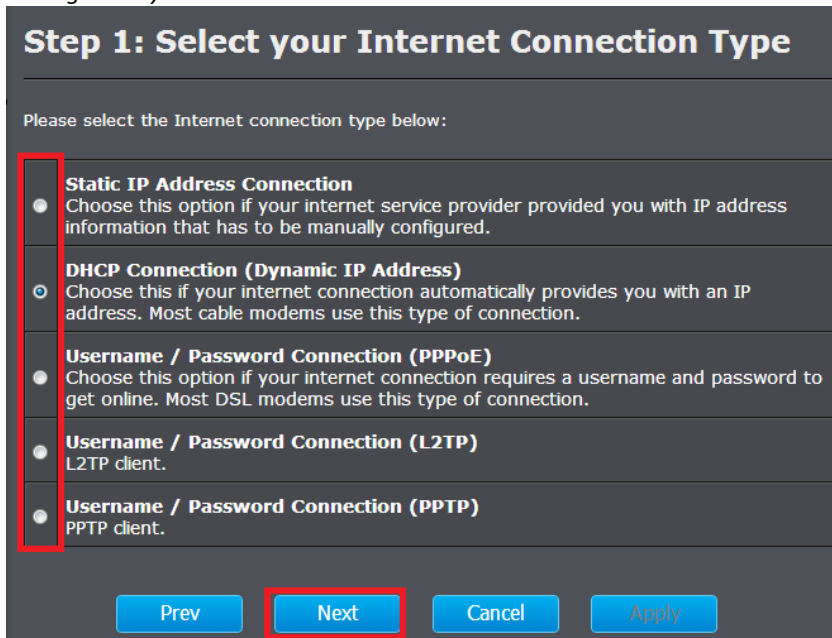 Step 1: Select your Internet Connection Type
Please select the Internet connection type below:
Static IP Address Connection
Choose this option if your internet service provider provided you with IP address
information that has to be manually configured.
DHCP Connection (Dynamic IP Address)
Choose this if your internet connection automatically provides you with an IP
address. Most cable modems use this type of connection.
Username / Password Connection (PPPoE)
Choose this option if your internet connection requires a username and password to
get online. Most DSL modems use this type of connection.
Username / Password Connection (L2TP)
L2TP client.
Username / Password Connection (PPTP)
PPTP client.
Prev Next Cancel Apply